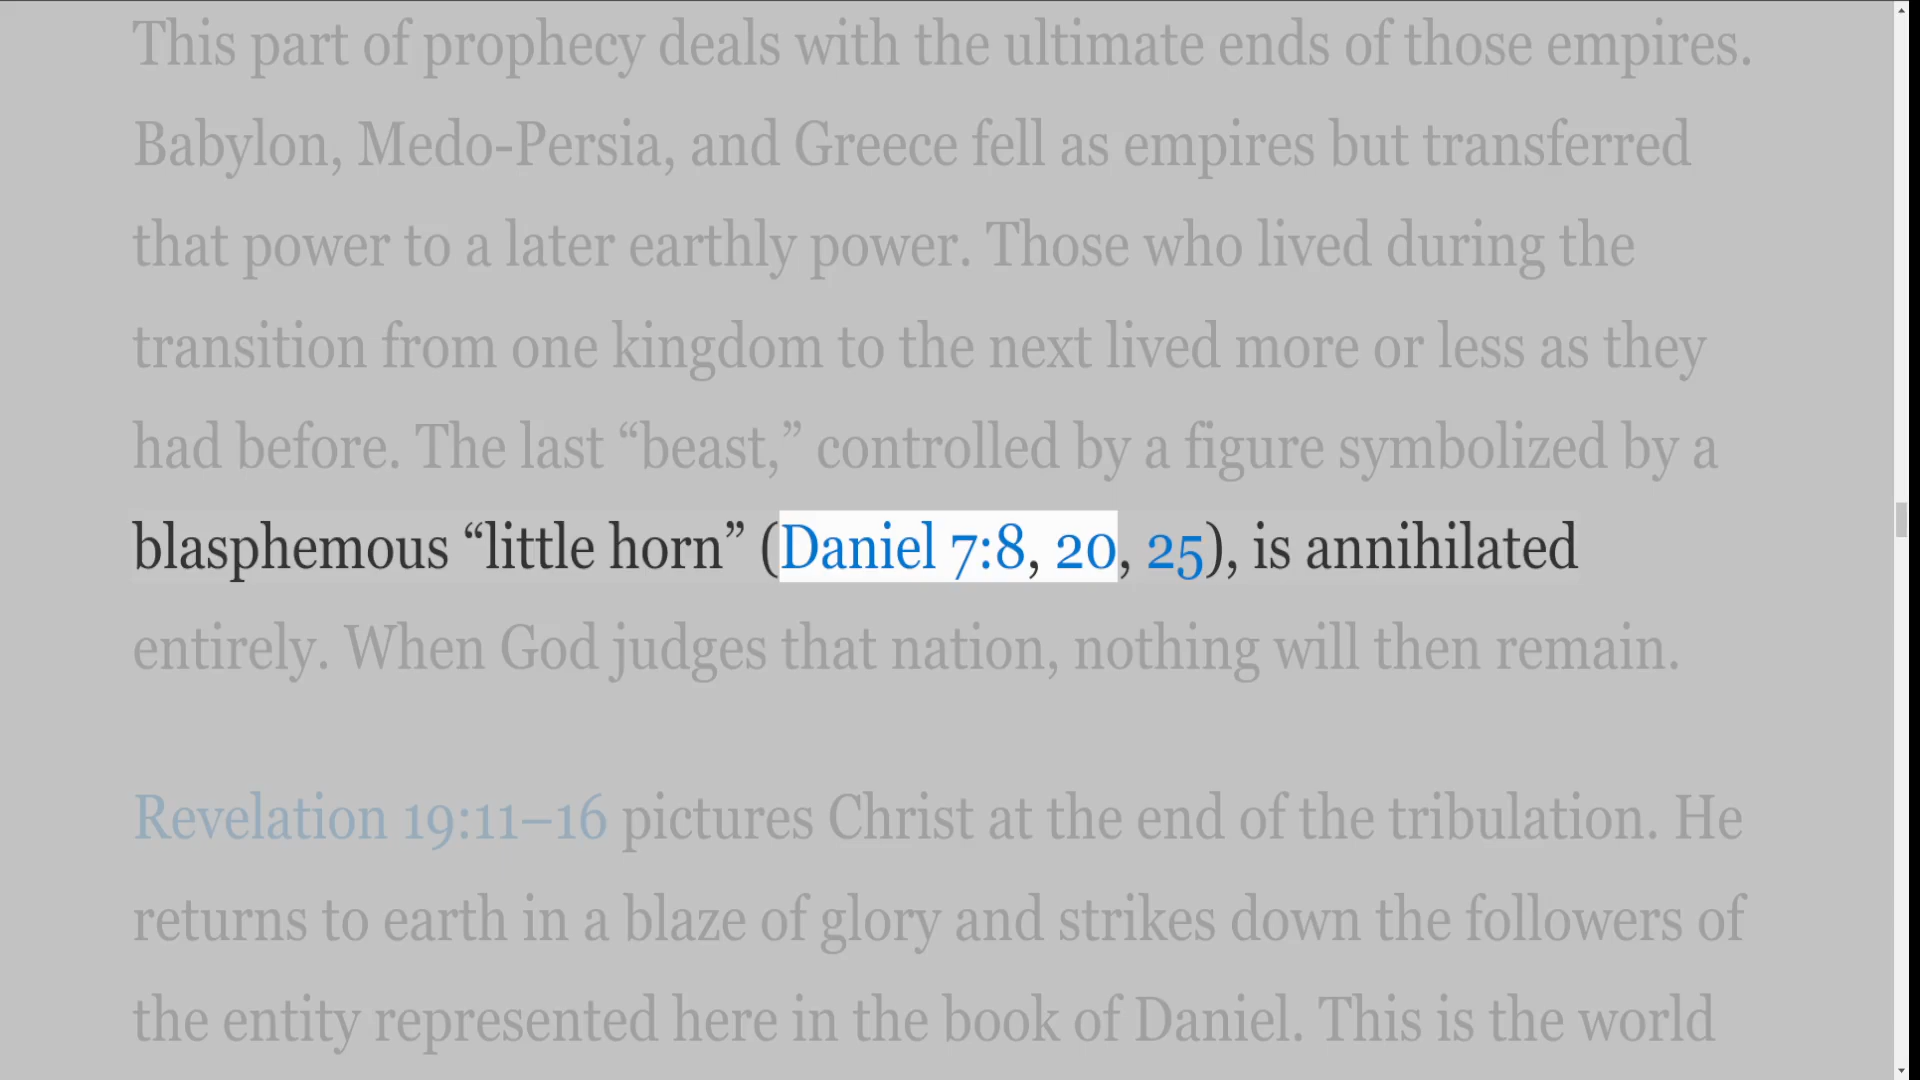 This part of prophecy deals with the ultimate ends of those empires.
Babylon, Medo-Persia, and Greece fell as empires but transferred
that power to a later earthly power. Those who lived during the
transition from one kingdom to the next lived more or less as they
had before. The last “beast,” controlled by a figure symbolized by a
blasphemous “little horn” (Daniel 7:8, 20, 25), is annihilated
entirely. When God judges that nation, nothing will then remain.
Revelation 19:11–16 pictures Christ at the end of the tribulation. He
returns to earth in a blaze of glory and strikes down the followers of
the entity represented here in the book of Daniel. This is the world